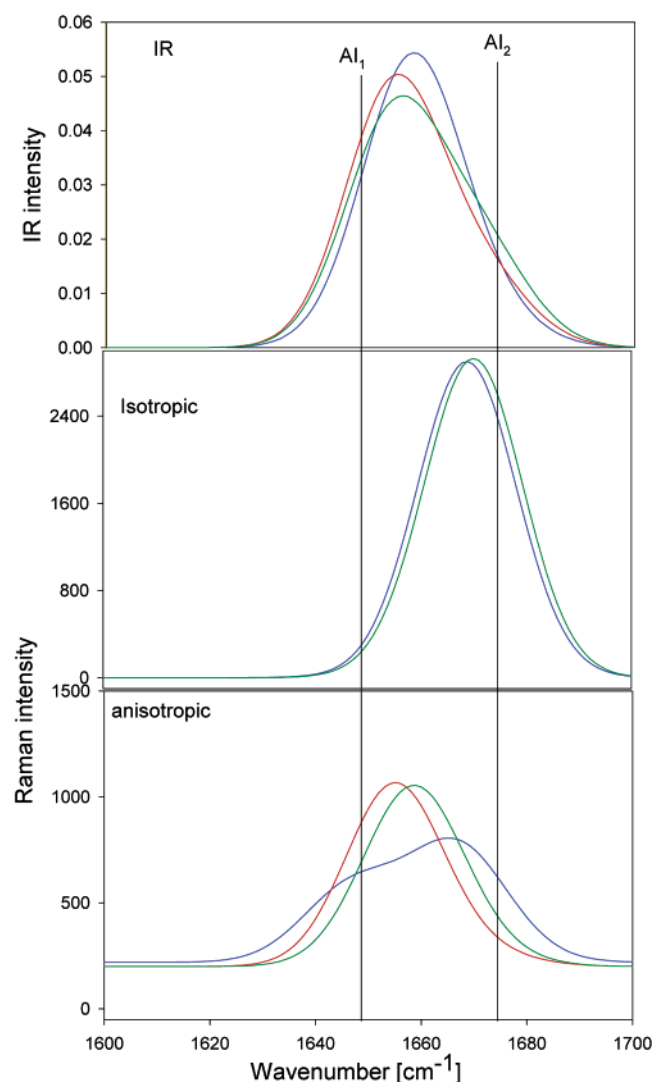 IR
AI₁
AI₂
IR intensity
0.06
0.05
0.04
0.03
0.02
0.01
0.00
Isotropic
2400
1600
800
0
Raman intensity
anisotropic
1500
1000
500
0
1600
1620
1640
1660
1680
1700
Wavenumber [cm⁻¹]